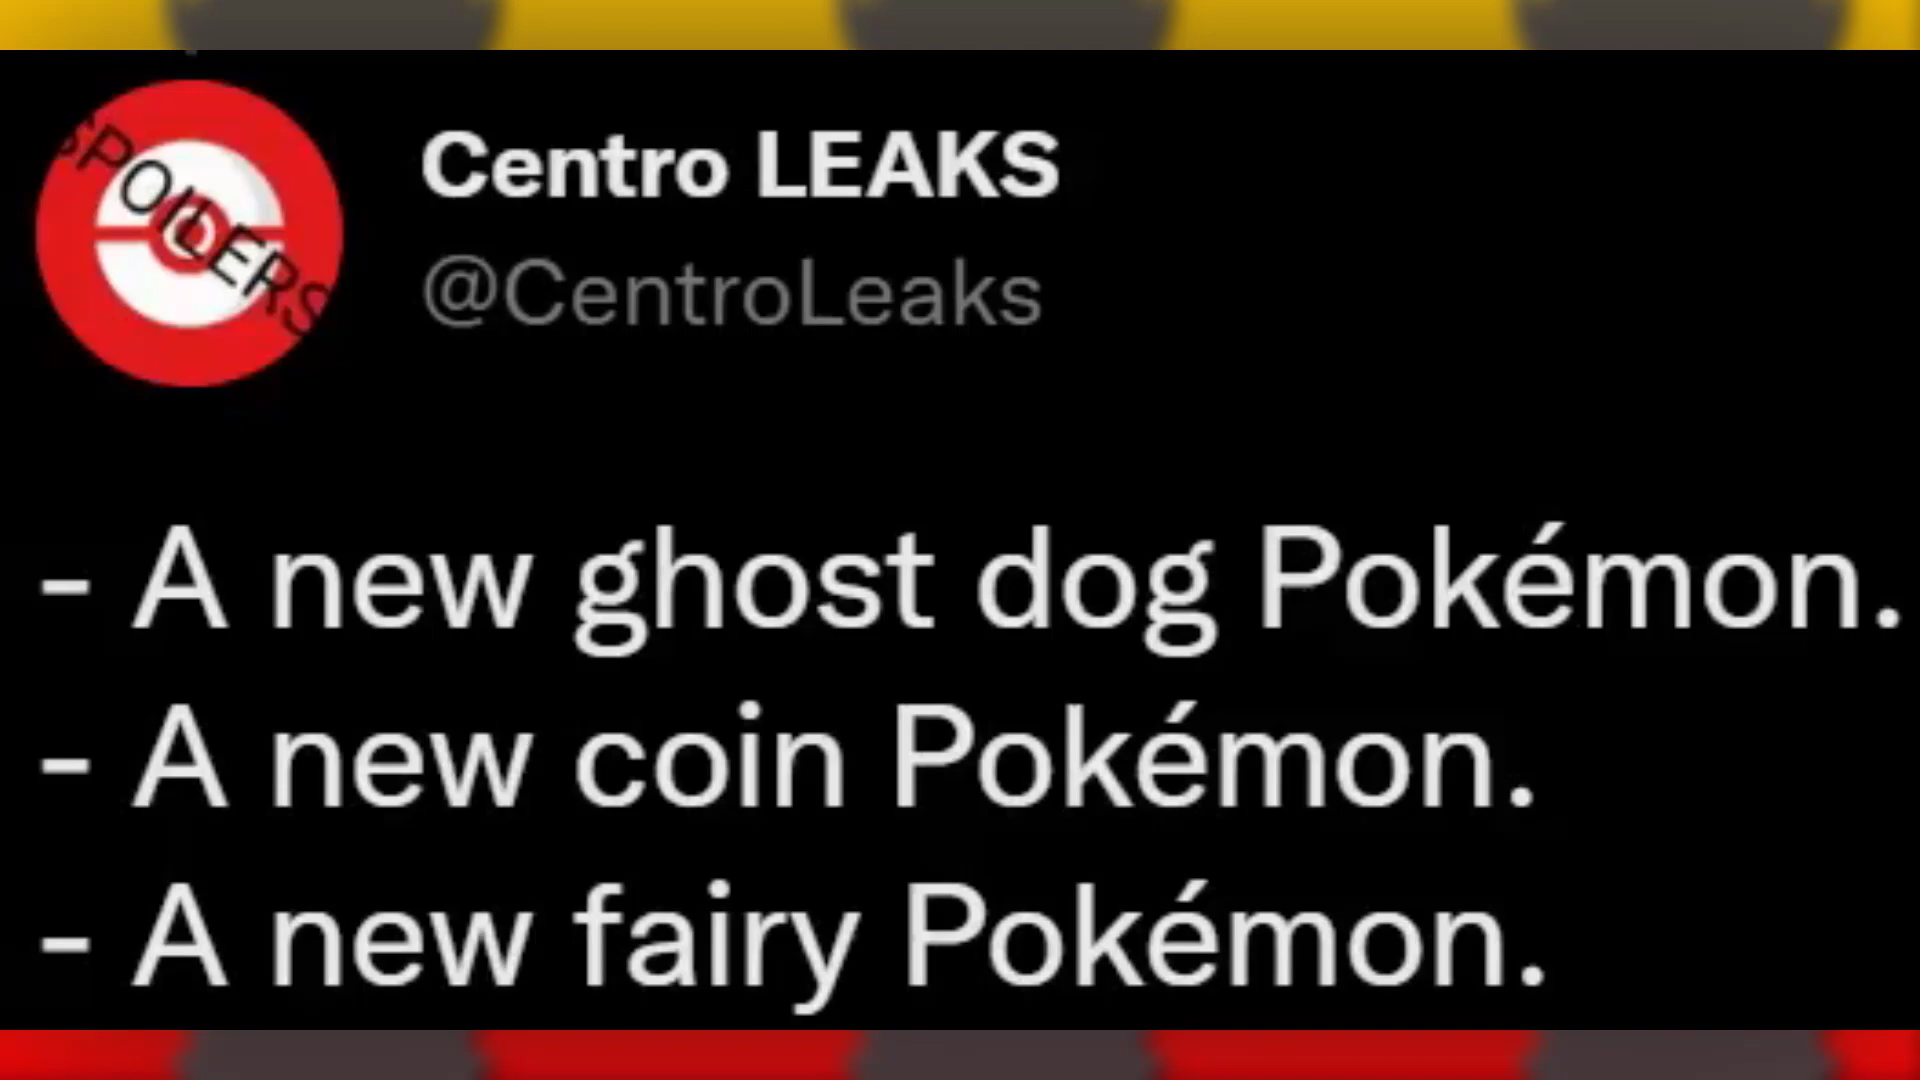 SPOILERS
Centro LEAKS
@CentroLeaks
- A new ghost dog Pokémon.
- A new coin Pokémon.
- A new fairy Pokémon.